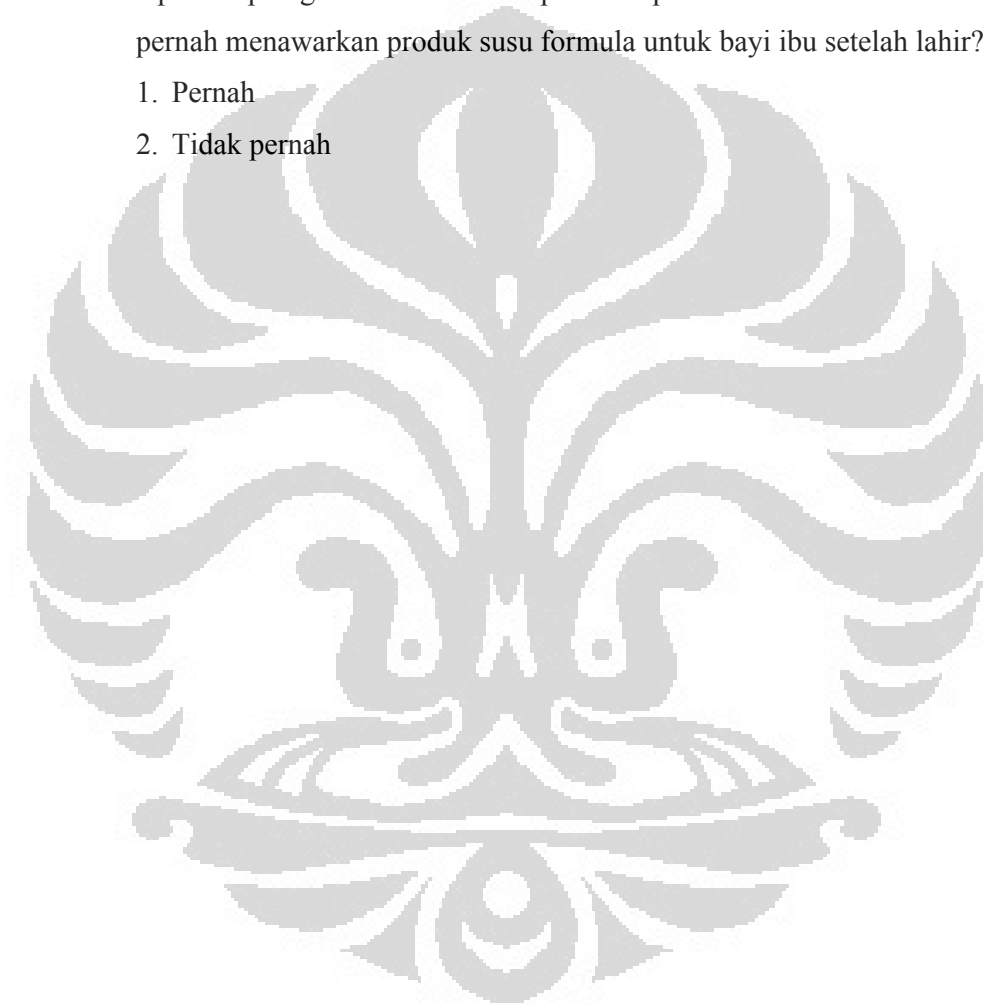 pernah menawarkan produk susu formula untuk bayi ibu setelah lahir?
1. Pernah
2. Tidak pernah